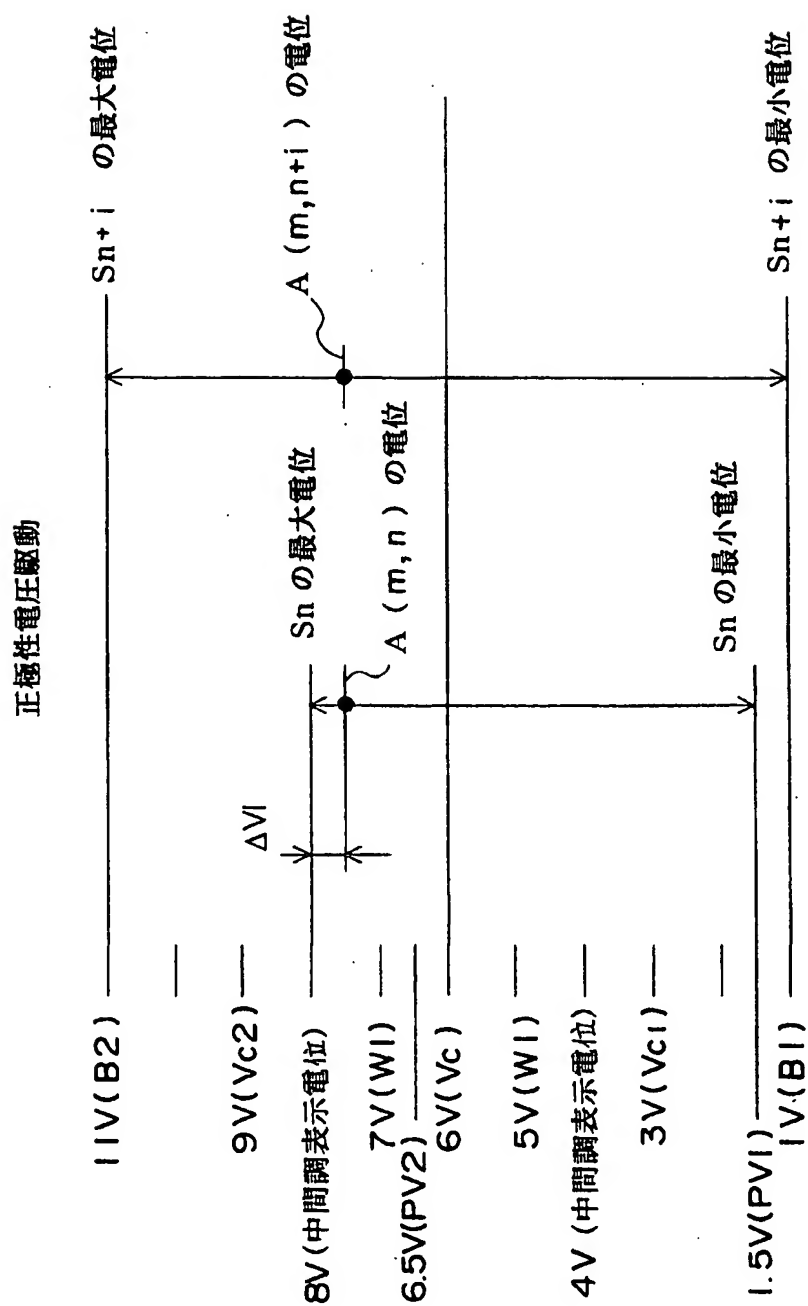 正極性電圧駆動
Sn+i の最大電位
A (m,n+i) の電位
Sn の最大電位
A (m,n) の電位
ΔVI
Sn の最小電位
Sn+i の最小電位
11V(B2)
9V(Vc2)
8V(中間調表示電位)
7V(WI)
6.5V(PV2)
6V(Vc)
5V(WI)
4V (中間調表示電位)
3V(Vc1)
1.5V(PV1)
1V(B1)